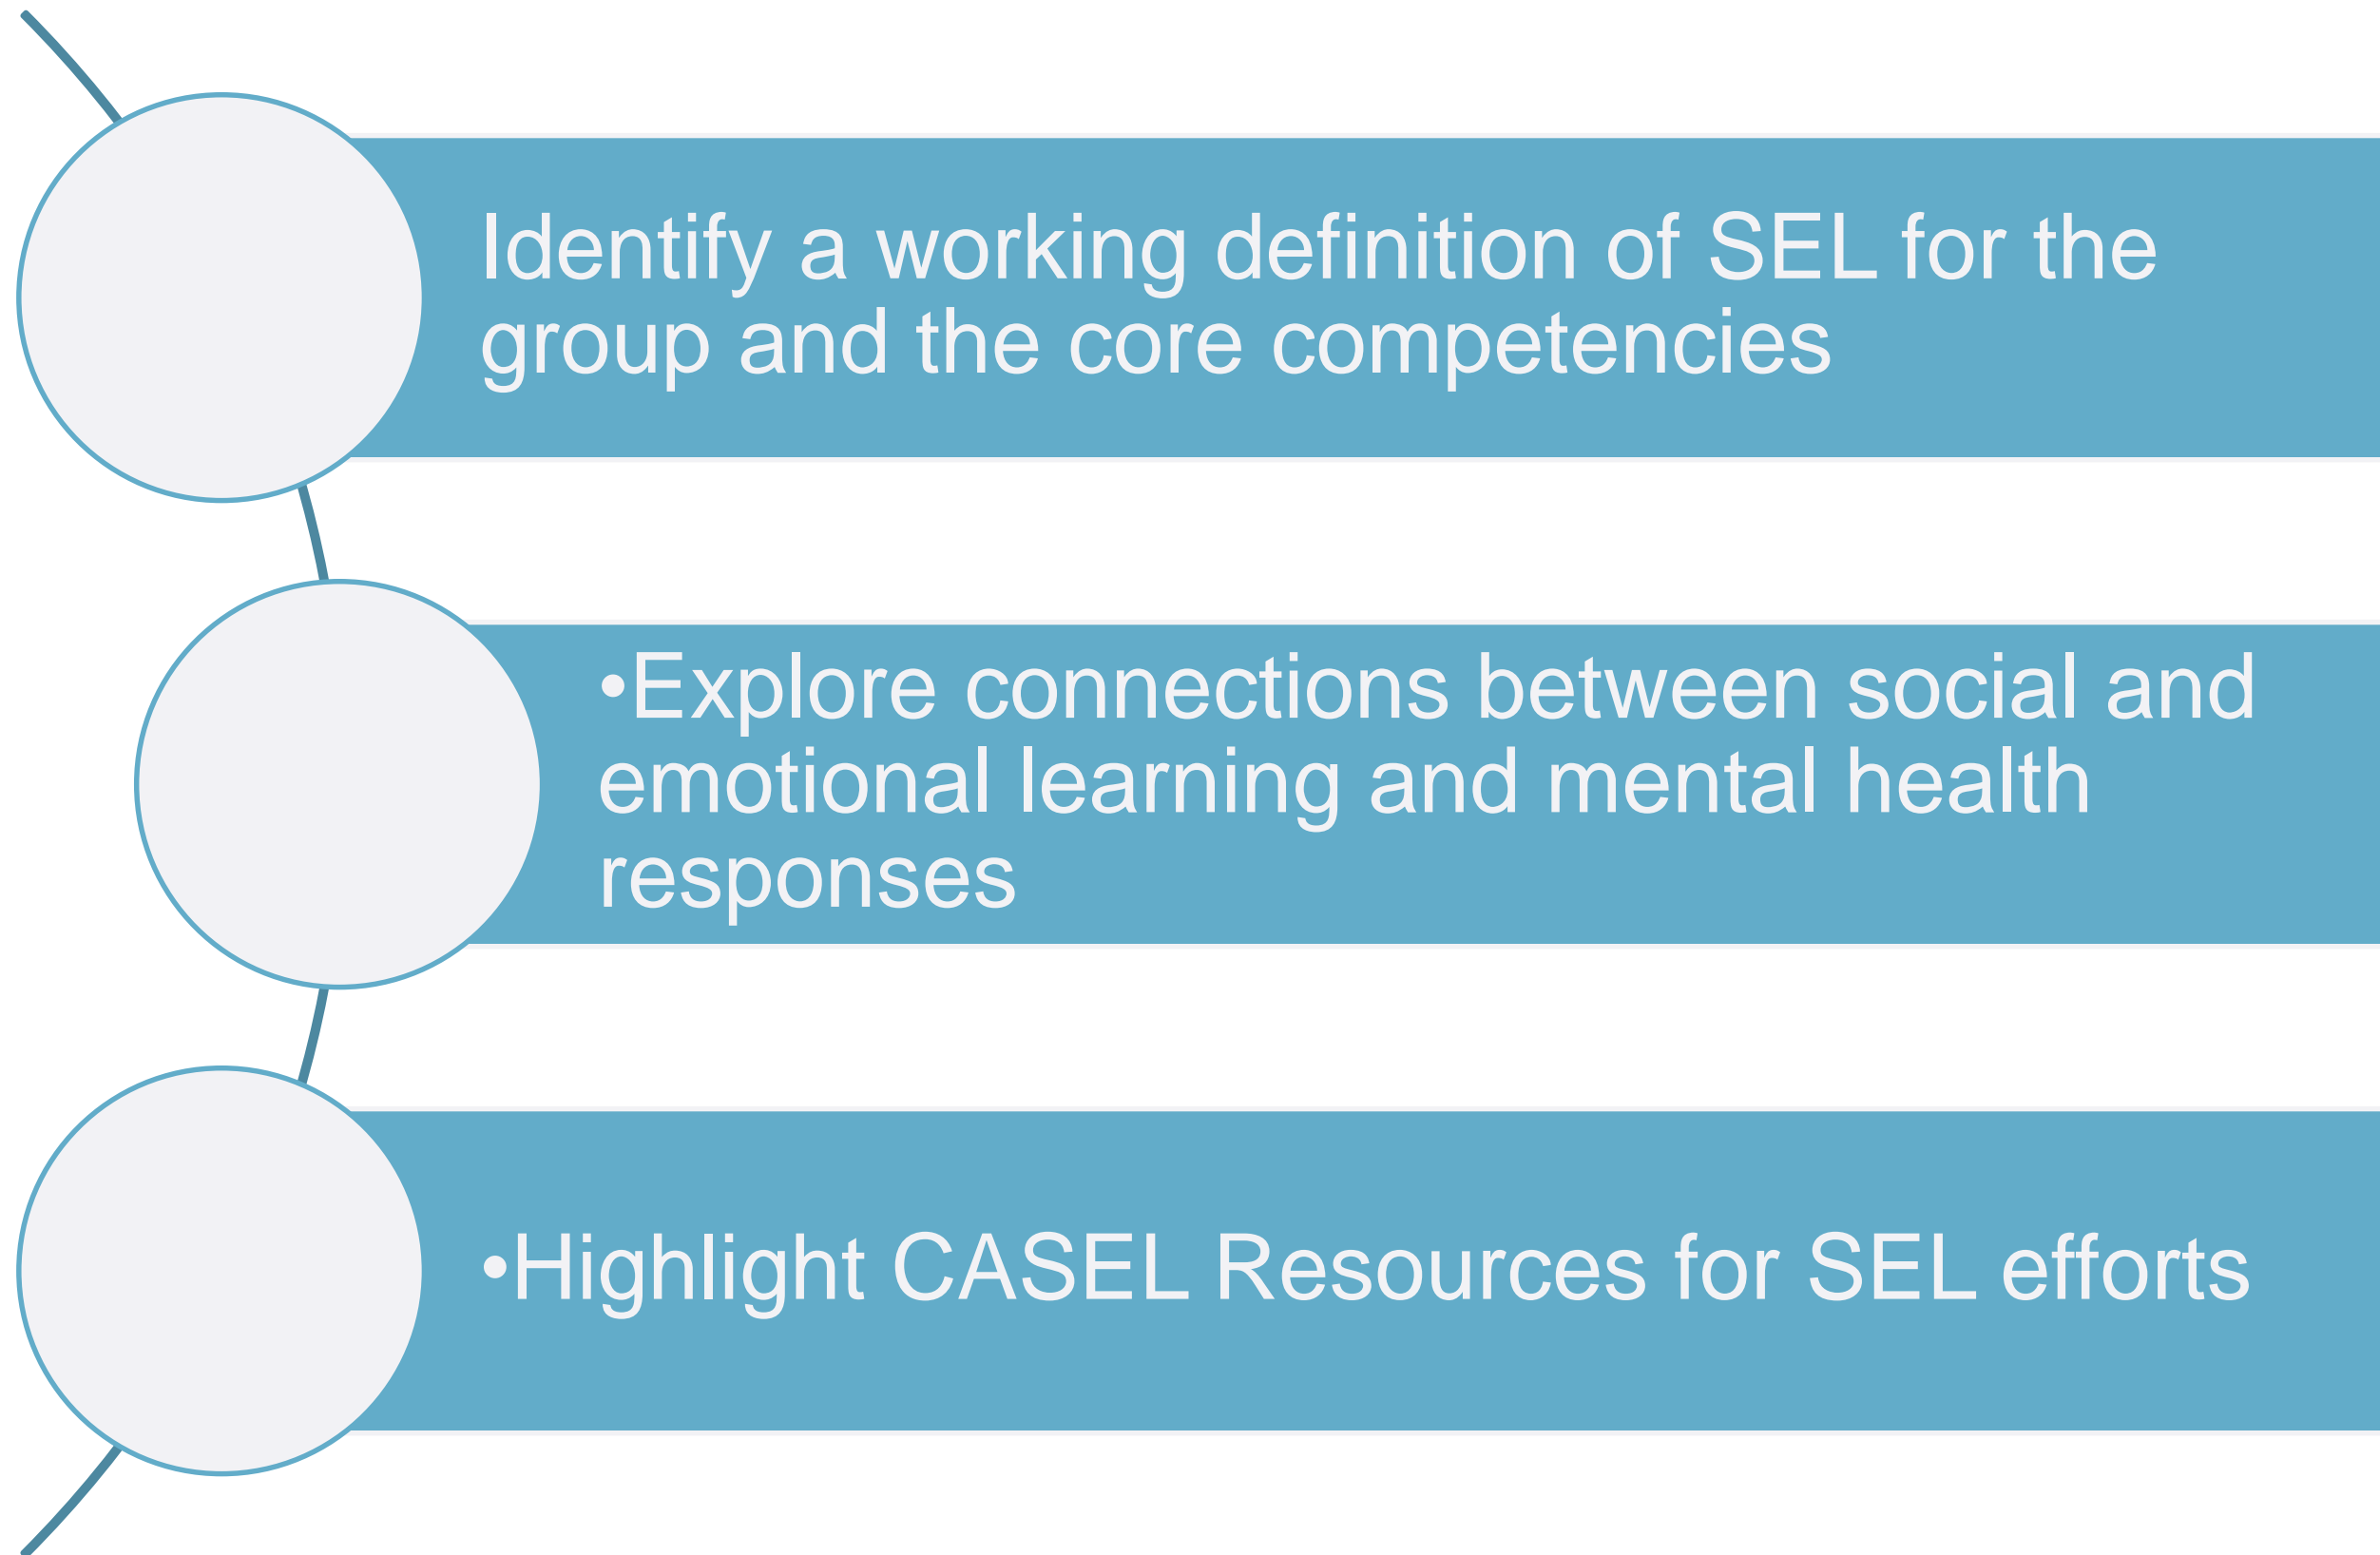 Identify a working definition of SEL for the
group and the core competencies
•Explore connections between social and
emotional learning and mental health
responses
•Highlight CASEL Resources for SEL efforts